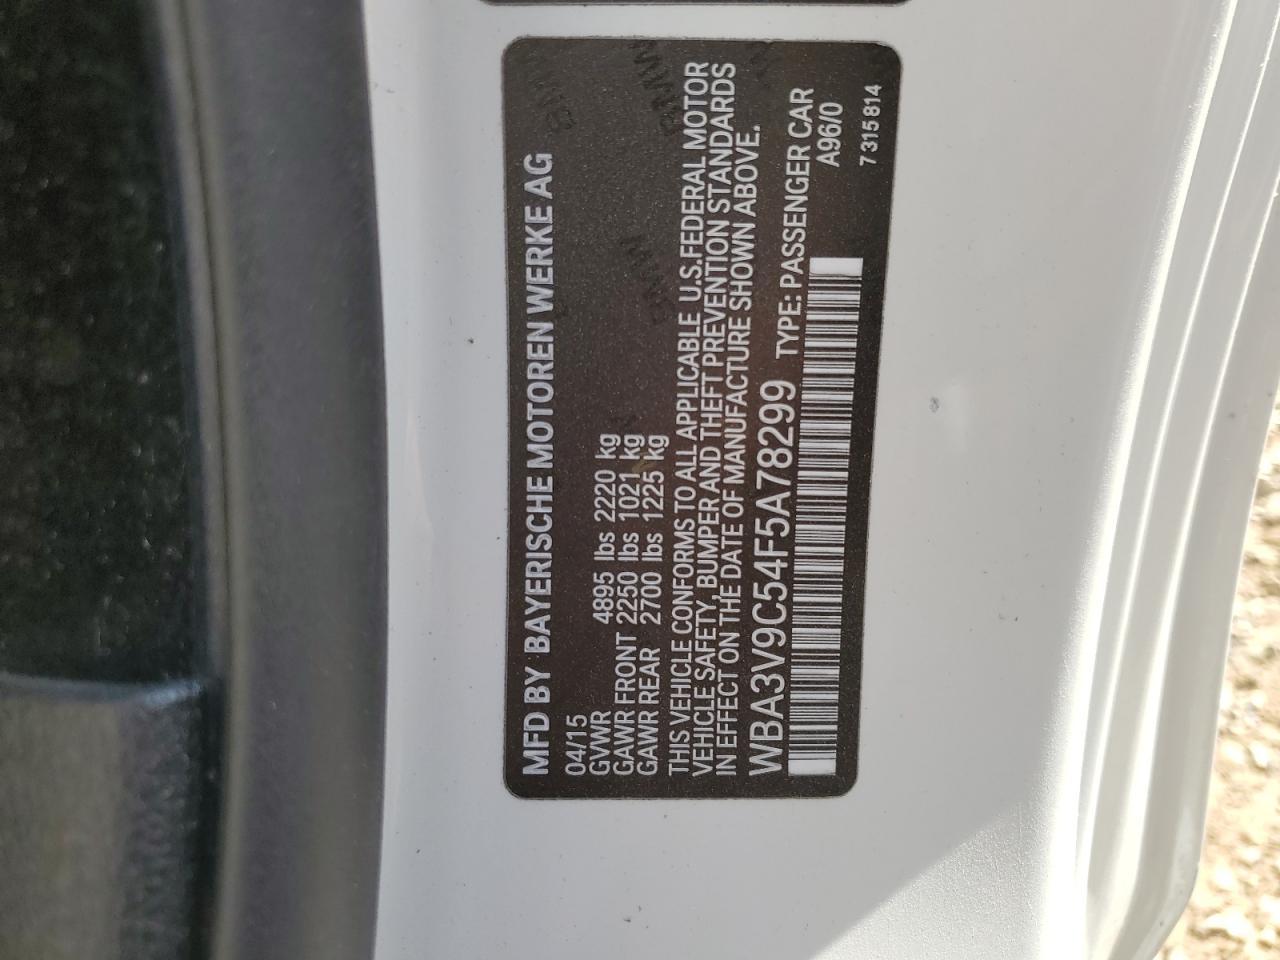 MFD BY BAYERISCHE MOTOREN WERKE AG
04/15
GVWR 4895 lbs 2220 kg
GAWR FRONT 2250 lbs 1021 kg
GAWR REAR 2700 lbs 1225 kg
THIS VEHICLE CONFORMS TO ALL APPLICABLE U.S.FEDERAL MOTOR
VEHICLE SAFETY, BUMPER AND THEFT PREVENTION STANDARDS
IN EFFECT ON THE DATE OF MANUFACTURE SHOWN ABOVE.
WBA3V9C54F5A78299 TYPE: PASSENGER CAR
A96/0
7 315 814
BMW
BMW
BMW